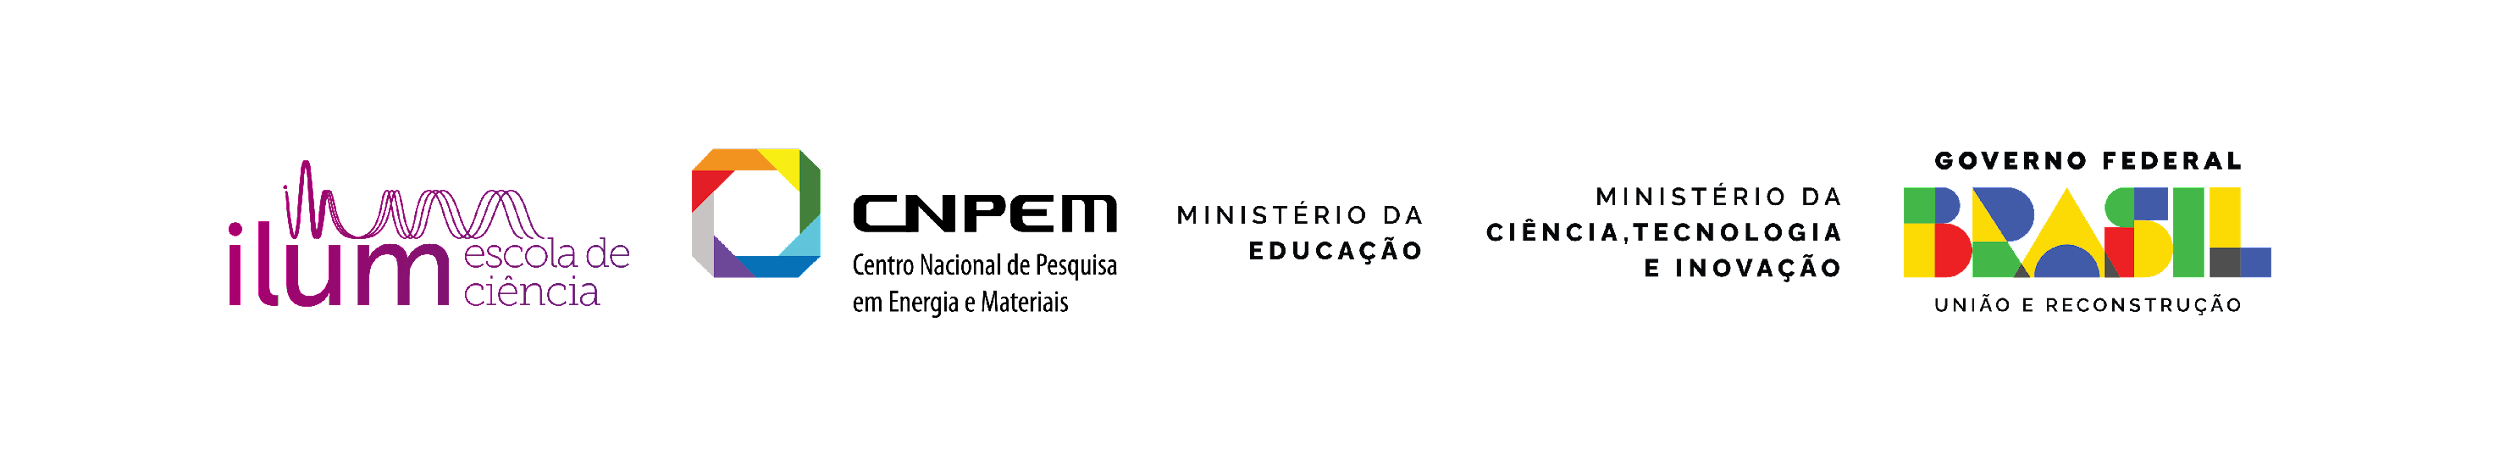 ilum
escola de
ciência
CNPEM
Centro Nacional de Pesquisa
em Energia e Materiais
MINISTÉRIO DA
EDUCAÇÃO
MINISTÉRIO DA
CIÊNCIA, TECNOLOGIA
E INOVAÇÃO
GOVERNO FEDERAL
BRASIL
UNIÃO E RECONSTRUÇÃO